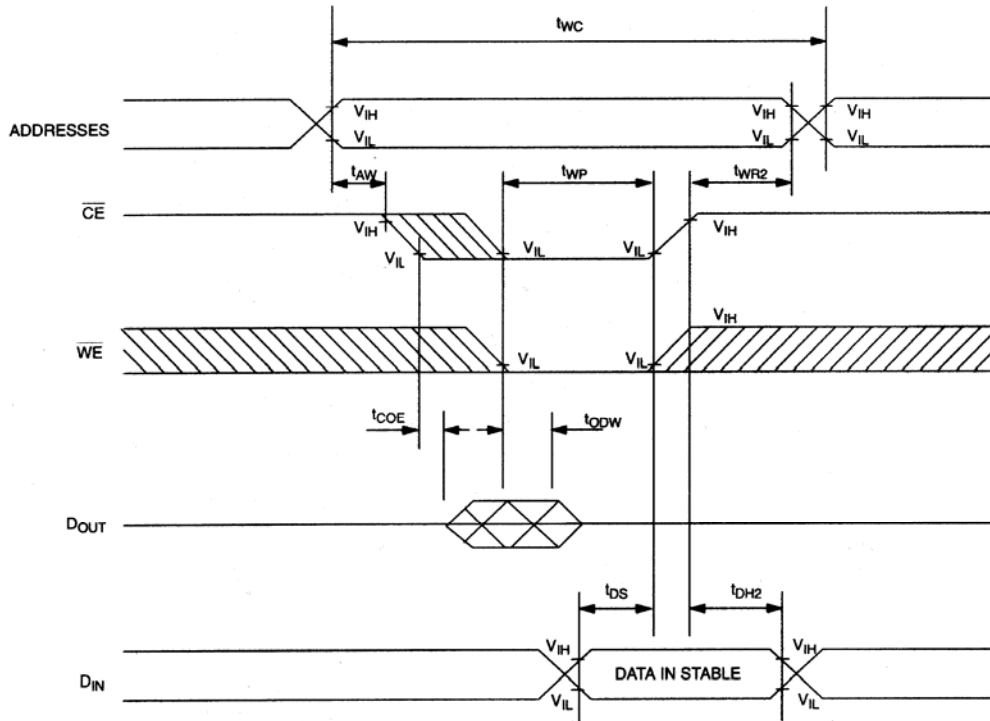 tWC
ADDRESSES
VIH
VIL
VIH
VIL
VIH
VIL
tAW
tWP
tWR2
CE
VIH
VIL
VIL
VIL
VIH
WE
VIL
VIL
VIH
tCOE
tODW
DOUT
tDS
tDH2
DIN
VIH
VIL
DATA IN STABLE
VIH
VIL